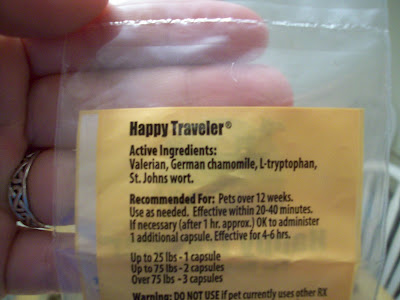 Happy Traveler®
Active Ingredients:
Valerian, German chamomile, L-tryptophan,
St. Johns wort.
Recommended For: Pets over 12 weeks.
Use as needed. Effective within 20-40 minutes.
If necessary (after 1 hr. approx.) OK to administer
1 additional capsule. Effective for 4-6 hrs.
Up to 25 lbs - 1 capsule
Up to 75 lbs - 2 capsules
Over 75 lbs - 3 capsules
Warning: DO NOT USE if pet currently uses other RX